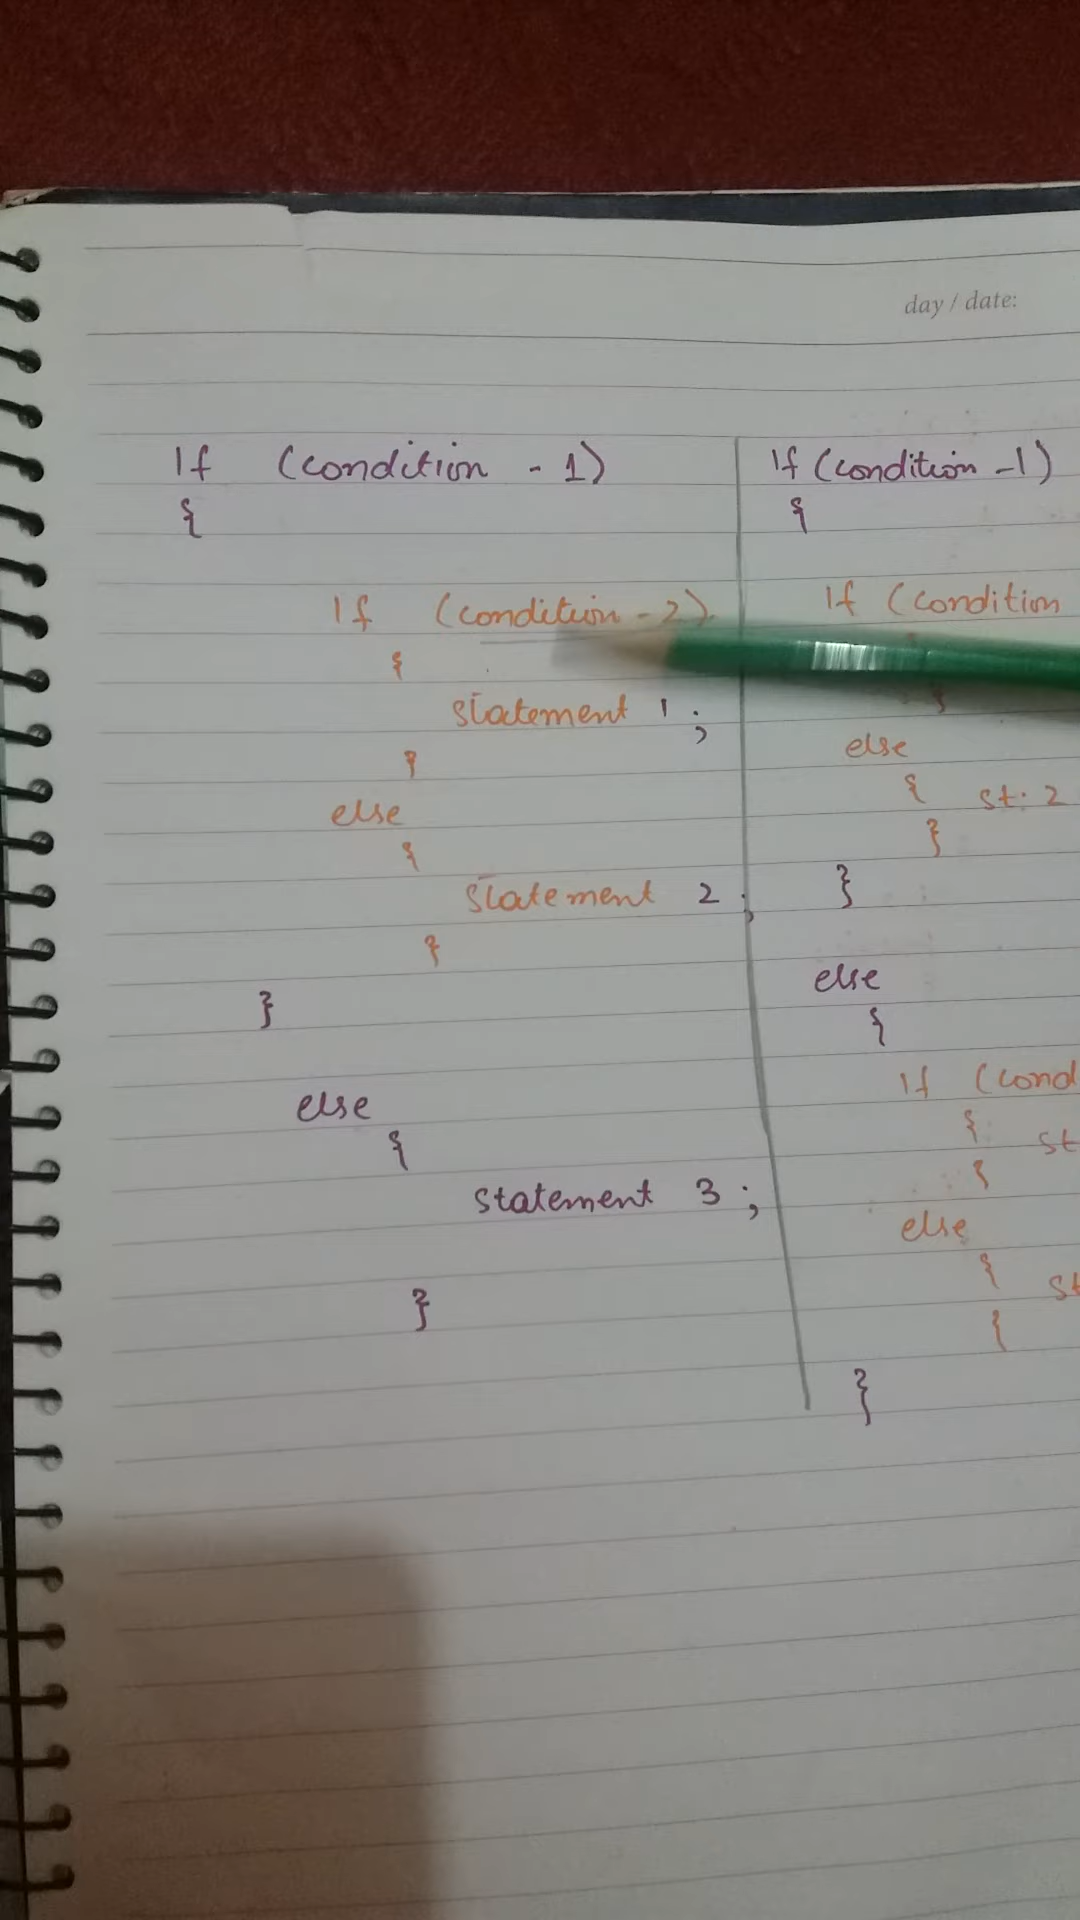 day / date:
If (condition - 1)
{
If (condition - 2)
{
statement 1 ;
}
else
{
statement 2 ;
}
}
else
{
statement 3 ;
}
If (condition - 1)
{
If (condition
}
else
{ st. 2
}
}
else
{
If (cond
{ st
}
else
{ st
{
}